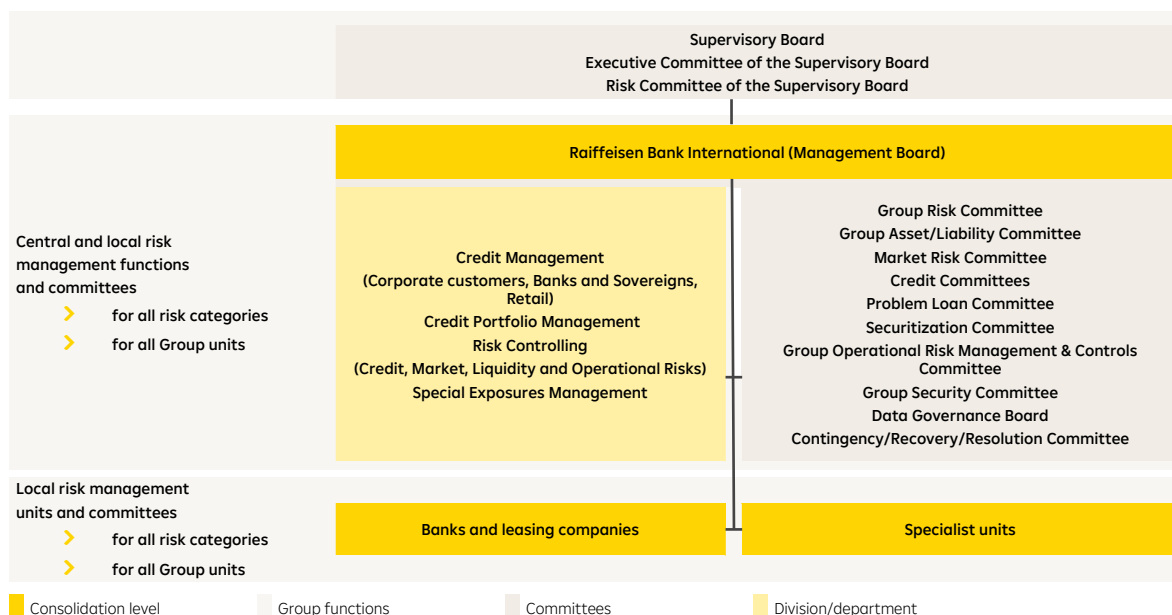 Supervisory Board
Executive Committee of the Supervisory Board
Risk Committee of the Supervisory Board
Raiffeisen Bank International (Management Board)
Central and local risk
management functions
and committees
for all risk categories
for all Group units
Credit Management
(Corporate customers, Banks and Sovereigns,
Retail)
Credit Portfolio Management
Risk Controlling
(Credit, Market, Liquidity and Operational Risks)
Special Exposures Management
Group Risk Committee
Group Asset/Liability Committee
Market Risk Committee
Credit Committees
Problem Loan Committee
Securitization Committee
Group Operational Risk Management & Controls
Committee
Group Security Committee
Data Governance Board
Contingency/Recovery/Resolution Committee
Local risk management
units and committees
for all risk categories
for all Group units
Banks and leasing companies
Specialist units
Consolidation level
Group functions
Committees
Division/department